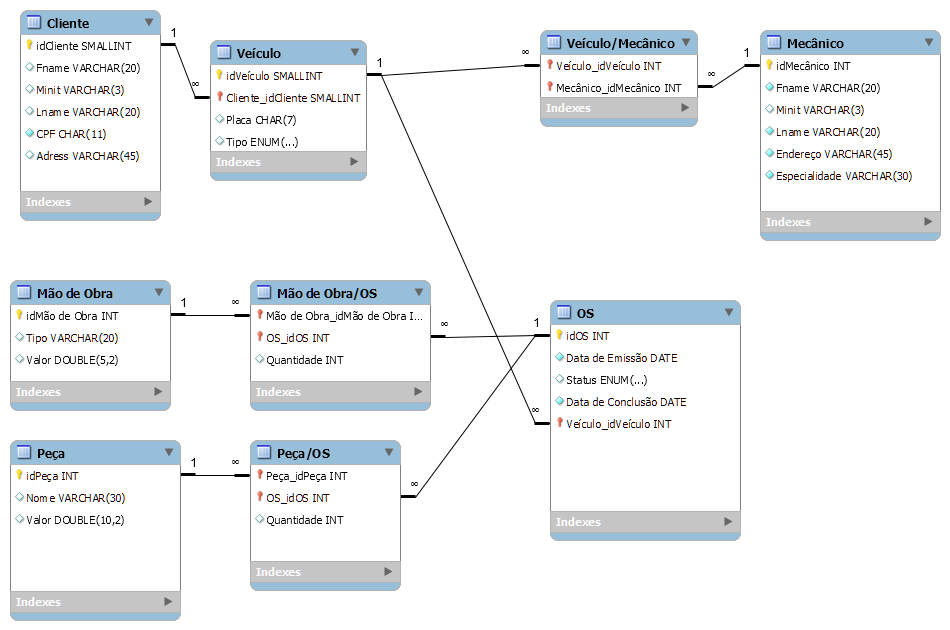 Cliente
idCliente SMALLINT
Fname VARCHAR(20)
Minit VARCHAR(3)
Lname VARCHAR(20)
CPF CHAR(11)
Adress VARCHAR(45)
Indexes
1
∞
Veículo
idVeículo SMALLINT
Cliente_idCliente SMALLINT
Placa CHAR(7)
Tipo ENUM(...)
Indexes
1
∞
Veículo/Mecânico
Veículo_idVeículo INT
Mecânico_idMecânico INT
Indexes
∞
1
Mecânico
idMecânico INT
Fname VARCHAR(20)
Minit VARCHAR(3)
Lname VARCHAR(20)
Endereço VARCHAR(45)
Especialidade VARCHAR(30)
Indexes
Mão de Obra
idMão de Obra INT
Tipo VARCHAR(20)
Valor DOUBLE(5,2)
Indexes
1
∞
Mão de Obra/OS
Mão de Obra_idMão de Obra I...
OS_idOS INT
Quantidade INT
Indexes
∞
1
OS
idOS INT
Data de Emissão DATE
Status ENUM(...)
Data de Conclusão DATE
Veículo_idVeículo INT
Indexes
∞
Peça
idPeça INT
Nome VARCHAR(30)
Valor DOUBLE(10,2)
Indexes
1
∞
Peça/OS
Peça_idPeça INT
OS_idOS INT
Quantidade INT
Indexes
∞